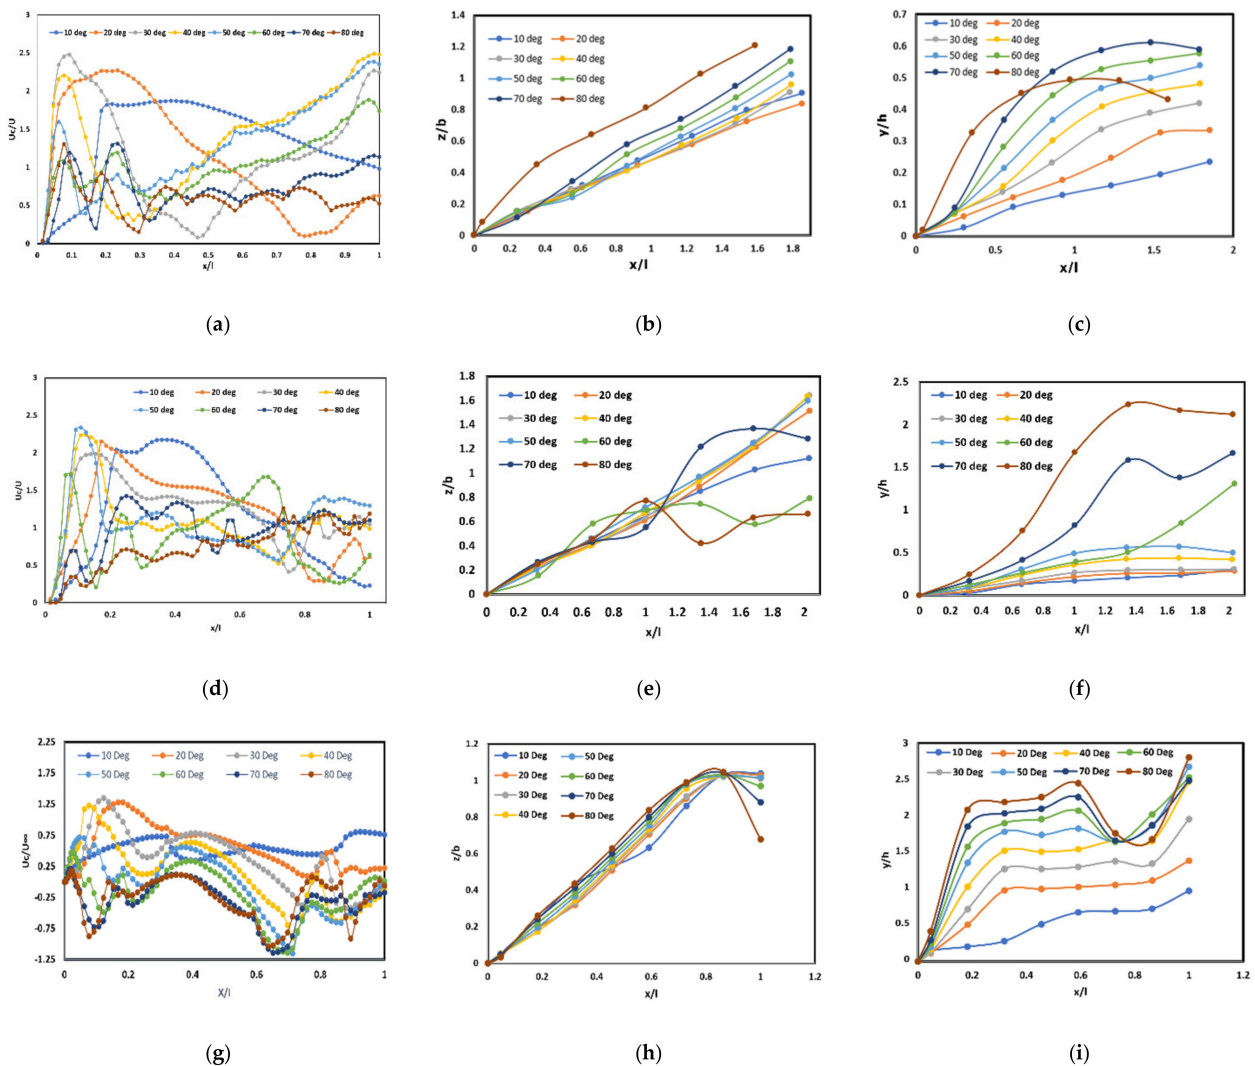 3
10 deg 20 deg 30 deg 40 deg 50 deg 60 deg 70 deg 80 deg
2.5
2
1.5
1
0.5
0
Uc/U
0 0.1 0.2 0.3 0.4 0.5 0.6 0.7 0.8 0.9 1
x/l
(a)
1.4
1.2
1
0.8
0.6
0.4
0.2
0
z/b
10 deg 20 deg
30 deg 40 deg
50 deg 60 deg
70 deg 80 deg
0 0.2 0.4 0.6 0.8 1 1.2 1.4 1.6 1.8
x/l
(b)
0.7
0.6
0.5
0.4
0.3
0.2
0.1
0
y/h
10 deg 20 deg
30 deg 40 deg
50 deg 60 deg
70 deg 80 deg
0 0.5 1 1.5 2
x/l
(c)
3
2.5
2
1.5
1
0.5
0
Uc/U
10 deg 20 deg 30 deg 40 deg
50 deg 60 deg 70 deg 80 deg
0 0.2 0.4 0.6 0.8 1
x/l
(d)
1.8
1.6
1.4
1.2
1
0.8
0.6
0.4
0.2
0
z/b
10 deg 20 deg
30 deg 40 deg
50 deg 60 deg
70 deg 80 deg
0 0.2 0.4 0.6 0.8 1 1.2 1.4 1.6 1.8 2
x/l
(e)
2.5
2
1.5
1
0.5
0
y/h
10 deg 20 deg
30 deg 40 deg
50 deg 60 deg
70 deg 80 deg
0 0.2 0.4 0.6 0.8 1 1.2 1.4 1.6 1.8 2
x/l
(f)
2.25
1.75
1.25
0.75
0.25
-0.25
-0.75
-1.25
Uc/U∞
10 Deg 20 Deg 30 Deg 40 Deg
50 Deg 60 Deg 70 Deg 80 Deg
0 0.2 0.4 0.6 0.8 1
X/l
(g)
1.2
1
0.8
0.6
0.4
0.2
0
z/b
10 Deg 50 Deg
20 Deg 60 Deg
30 Deg 70 Deg
40 Deg 80 Deg
0 0.2 0.4 0.6 0.8 1 1.2
x/l
(h)
3
2.5
2
1.5
1
0.5
0
y/h
10 Deg 20 Deg 40 Deg 60 Deg
30 Deg 50 Deg 70 Deg 80 Deg
0 0.2 0.4 0.6 0.8 1 1.2
x/l
(i)